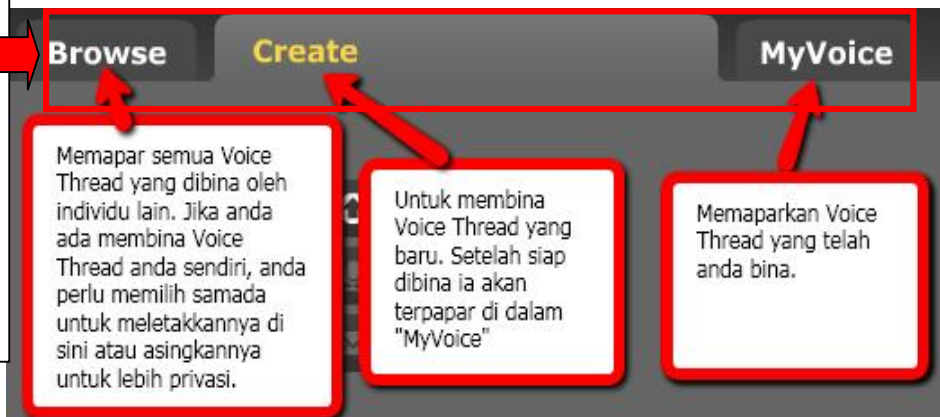 Browse
Create
MyVoice
Memapar semua Voice
Thread yang dibina oleh
individu lain. Jika anda
ada membina Voice
Thread anda sendiri, anda
perlu memilih samada
untuk meletakkannya di
sini atau asingkannya
untuk lebih privasi.
Untuk membina
Voice Thread yang
baru. Setelah siap
dibina ia akan
terpapar di dalam
"MyVoice"
Memaparkan Voice
Thread yang telah
anda bina.